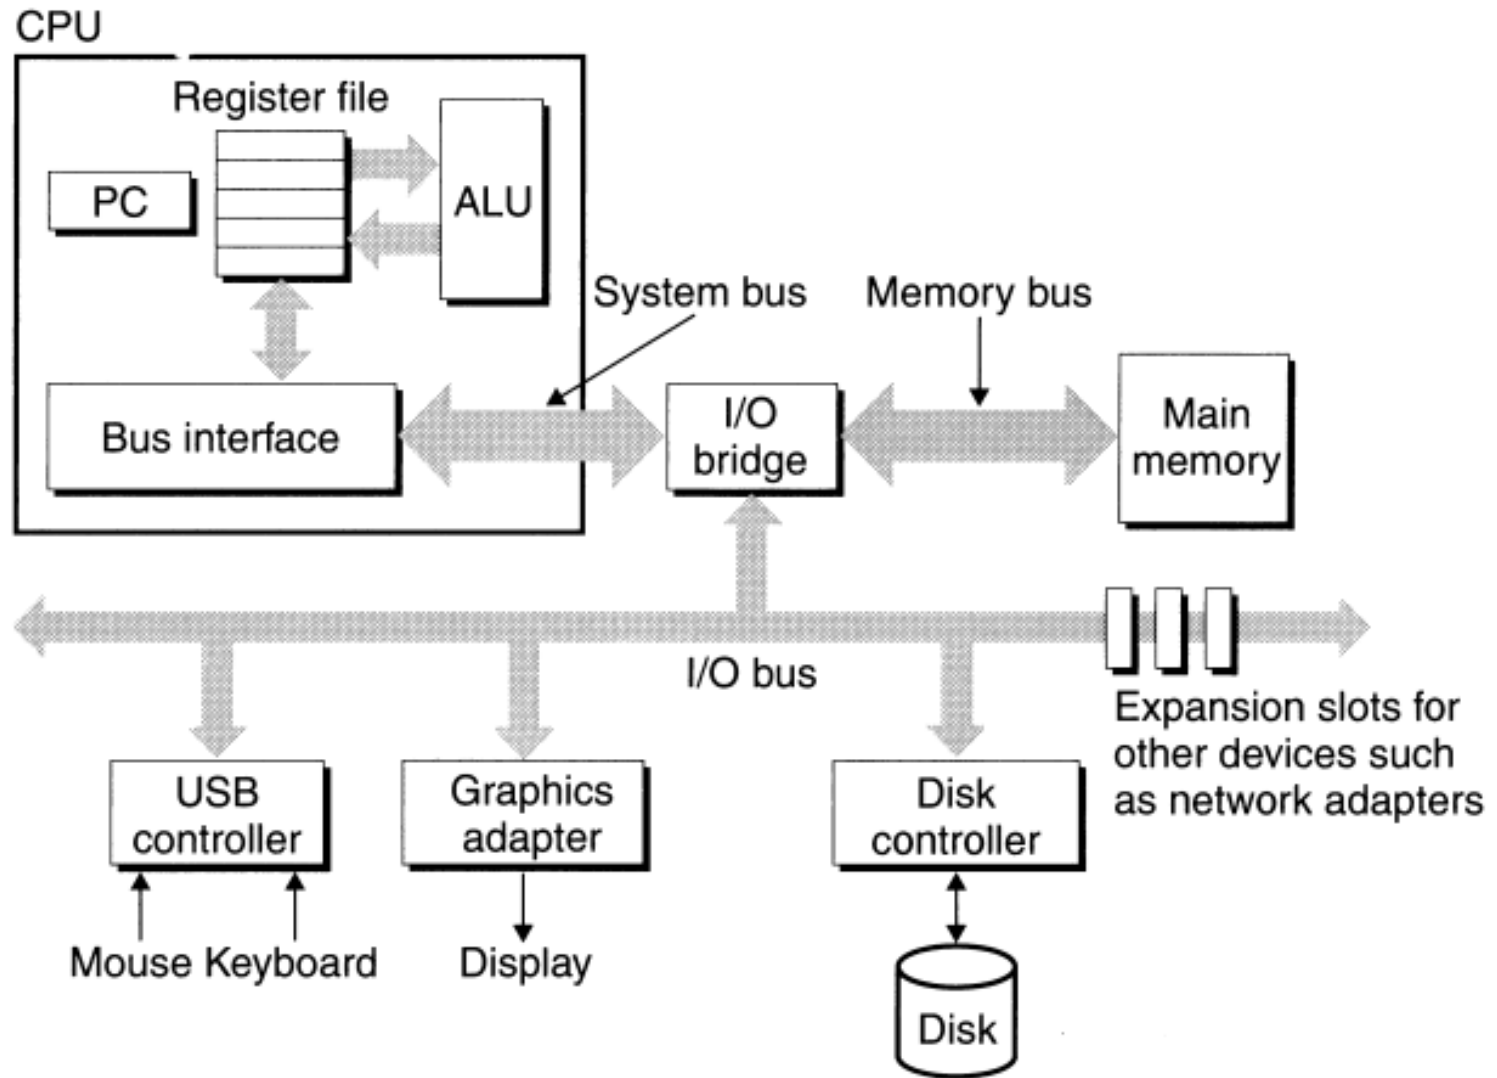 CPU
Register file
PC
ALU
System bus
Memory bus
Bus interface
I/O
bridge
Main
memory
I/O bus
Expansion slots for
other devices such
as network adapters
USB
controller
Graphics
adapter
Disk
controller
Mouse Keyboard
Display
Disk